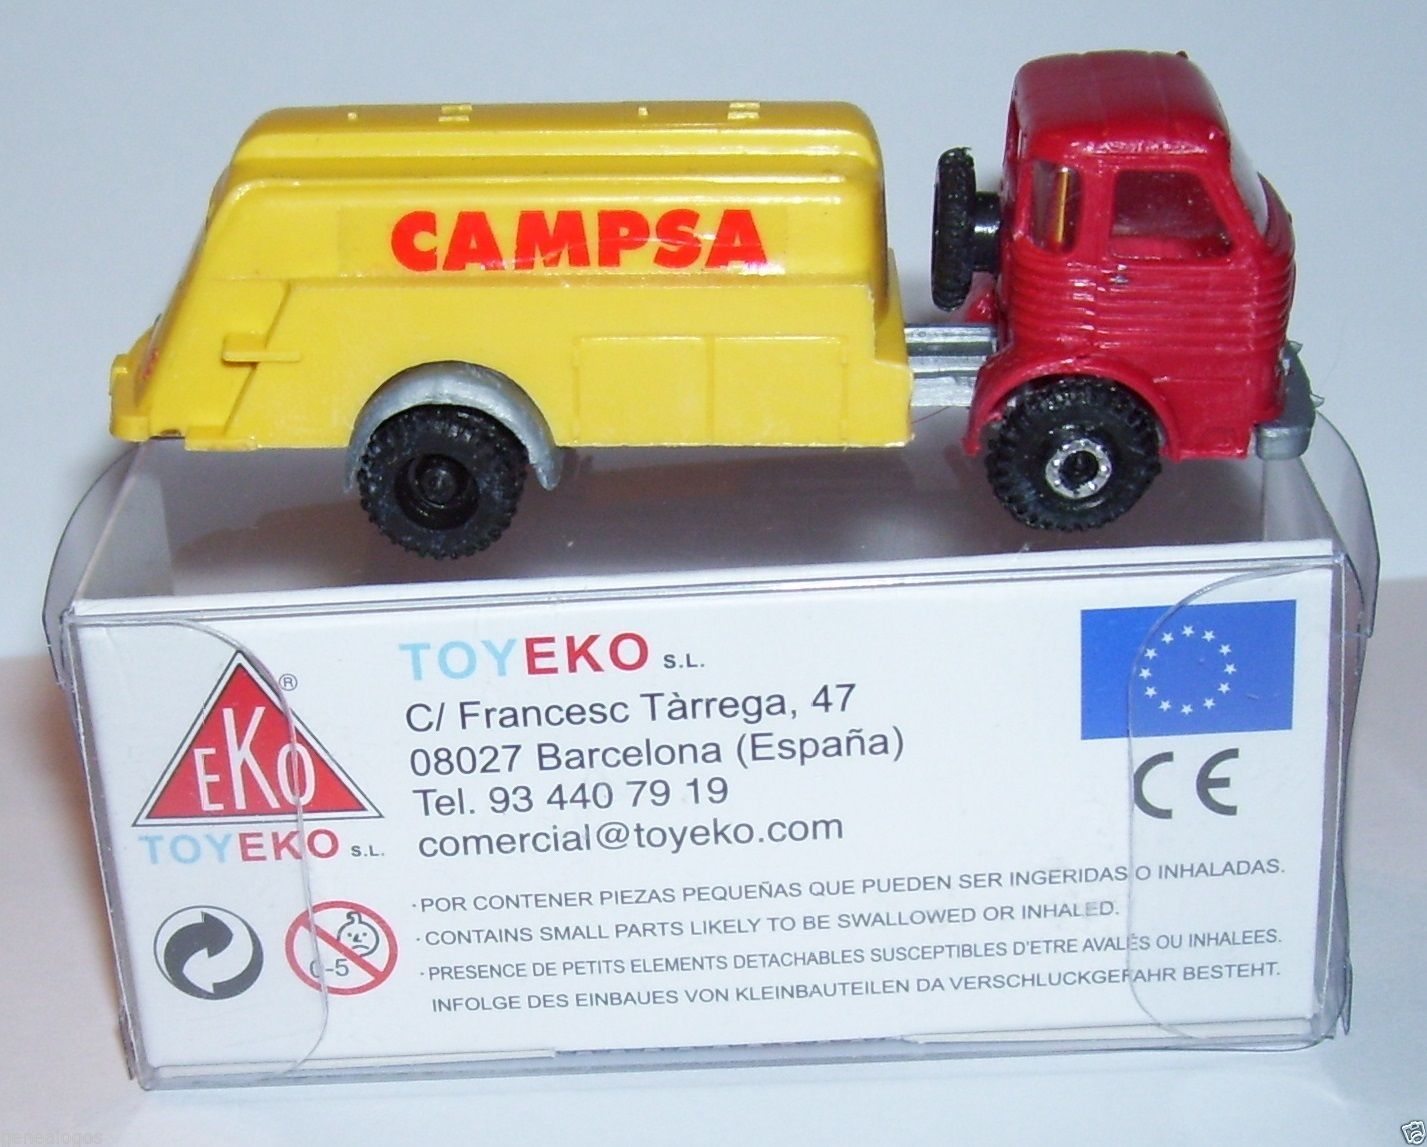 CAMPSA
TOYEKO S.L.
C/ Francesc Tàrrega, 47
08027 Barcelona (España)
Tel. 93 440 79 19
comercial@toyeko.com
EKO ®
TOYEKO S.L.
CE
0-5
·POR CONTENER PIEZAS PEQUEÑAS QUE PUEDEN SER INGERIDAS O INHALADAS.
·CONTAINS SMALL PARTS LIKELY TO BE SWALLOWED OR INHALED.
·PRESENCE DE PETITS ELEMENTS DETACHABLES SUSCEPTIBLES D'ETRE AVALÉS OU INHALEES.
INFOLGE DES EINBAUES VON KLEINBAUTEILEN DA VERSCHLUCKGEFAHR BESTEHT.
genealogos